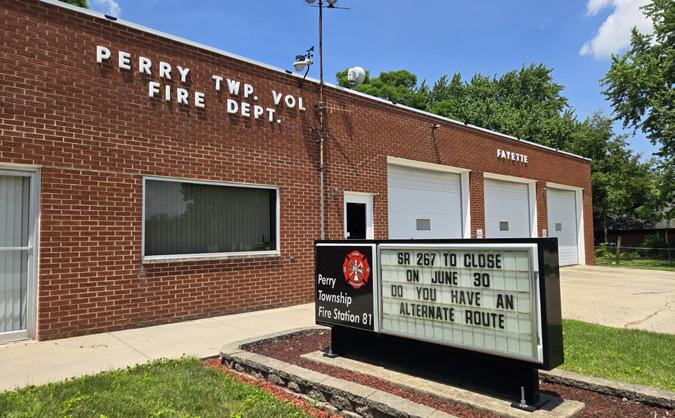 PERRY TWP. VOL
FIRE DEPT.
FAYETTE
Perry
Township
Fire Station 81
SR 267 TO CLOSE
ON JUNE 30
DO YOU HAVE AN
ALTERNATE ROUTE